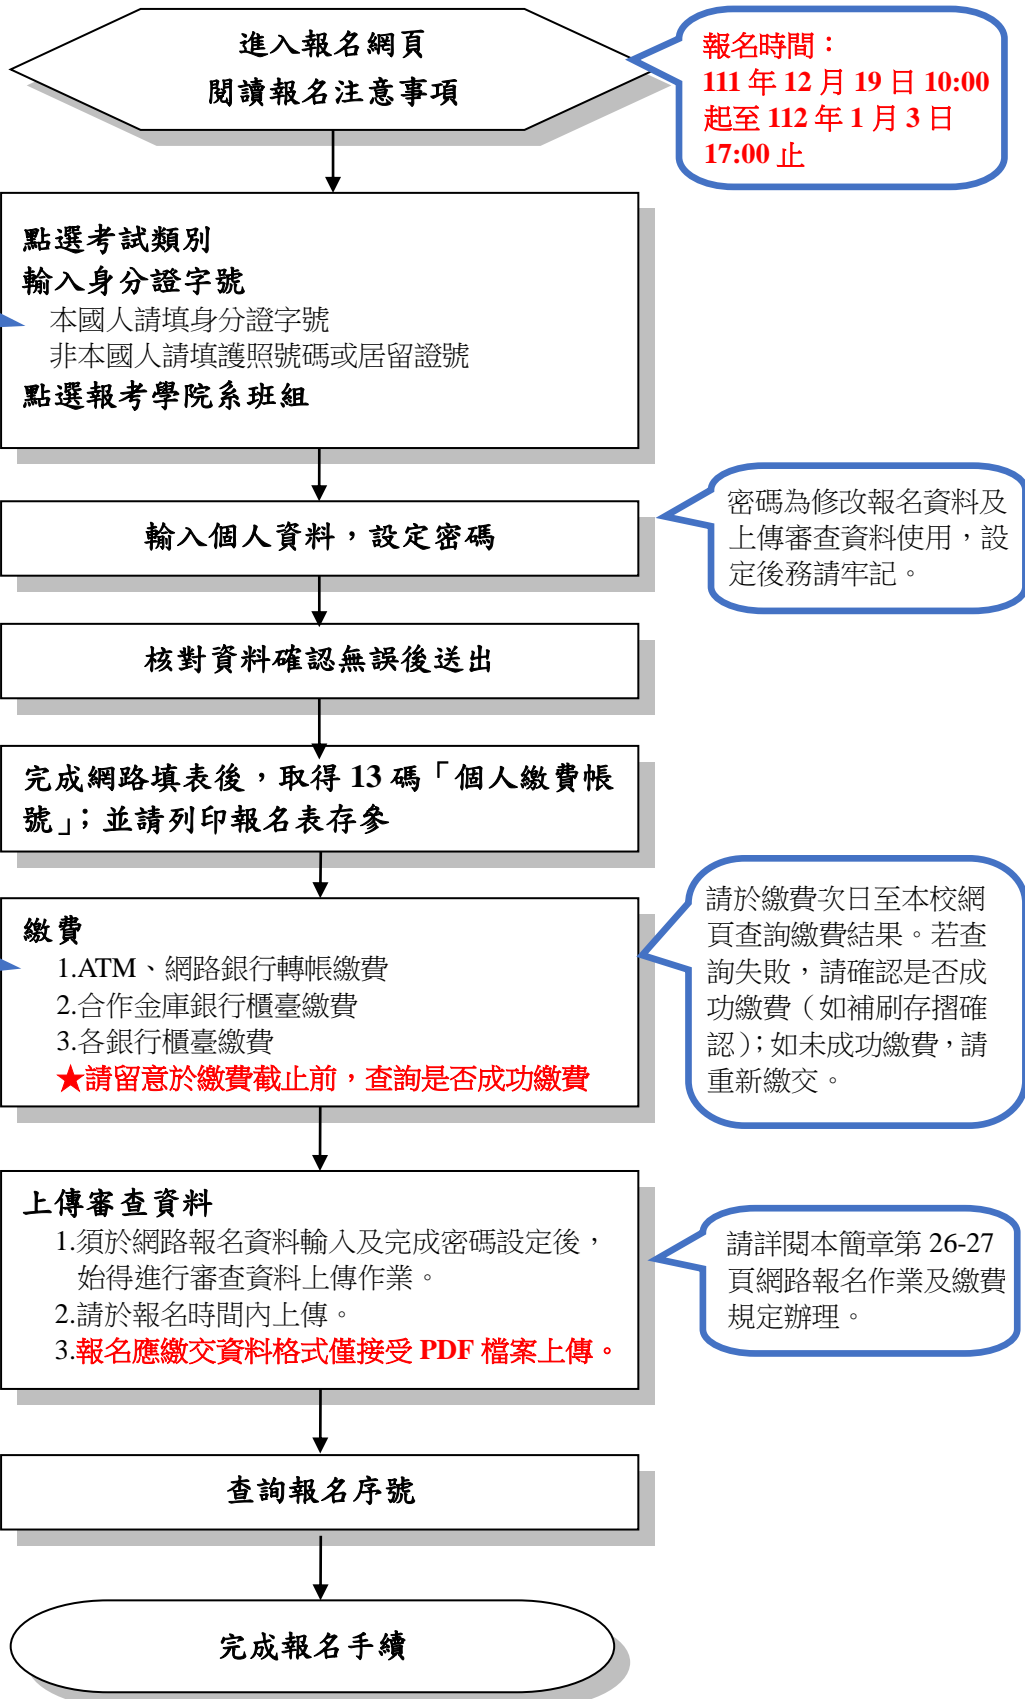 進入報名網頁
閱讀報名注意事項
報名時間：
111 年 12 月 19 日 10:00
起至 112 年 1 月 3 日
17:00 止
點選考試類別
輸入身分證字號
本國人請填身分證字號
非本國人請填護照號碼或居留證號
點選報考學院系班組
輸入個人資料，設定密碼
密碼為修改報名資料及
上傳審查資料使用，設
定後務請牢記。
核對資料確認無誤後送出
完成網路填表後，取得 13 碼「個人繳費帳
號」；並請列印報名表存參
繳費
1.ATM、網路銀行轉帳繳費
2.合作金庫銀行櫃臺繳費
3.各銀行櫃臺繳費
★請留意於繳費截止前，查詢是否成功繳費
請於繳費次日至本校網
頁查詢繳費結果。若查
詢失敗，請確認是否成
功繳費（如補刷存摺確
認）；如未成功繳費，請
重新繳交。
上傳審查資料
1.須於網路報名資料輸入及完成密碼設定後，
始得進行審查資料上傳作業。
2.請於報名時間內上傳。
3.報名應繳交資料格式僅接受 PDF 檔案上傳。
請詳閱本簡章第 26-27
頁網路報名作業及繳費
規定辦理。
查詢報名序號
完成報名手續